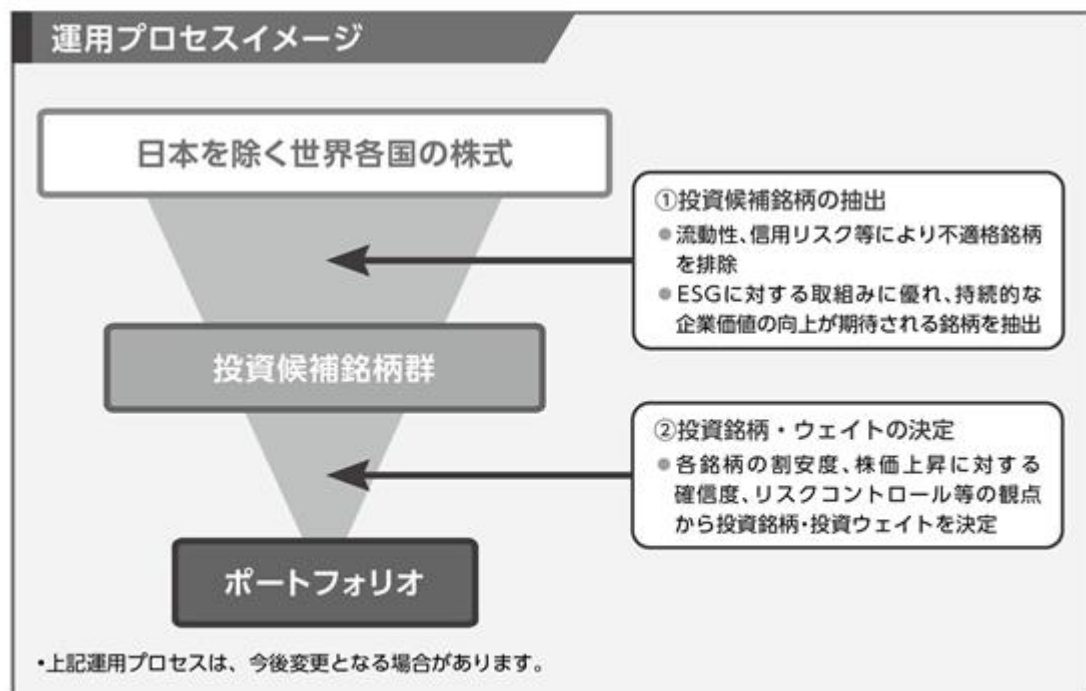 運用プロセスイメージ
日本を除く世界各国の株式
①投資候補銘柄の抽出
●流動性、信用リスク等により不適格銘柄
を排除
●ESGに対する取組みに優れ、持続的な
企業価値の向上が期待される銘柄を抽出
投資候補銘柄群
②投資銘柄・ウェイトの決定
●各銘柄の割安度、株価上昇に対する
確信度、リスクコントロール等の観点
から投資銘柄・投資ウェイトを決定
ポートフォリオ
・上記運用プロセスは、今後変更となる場合があります。